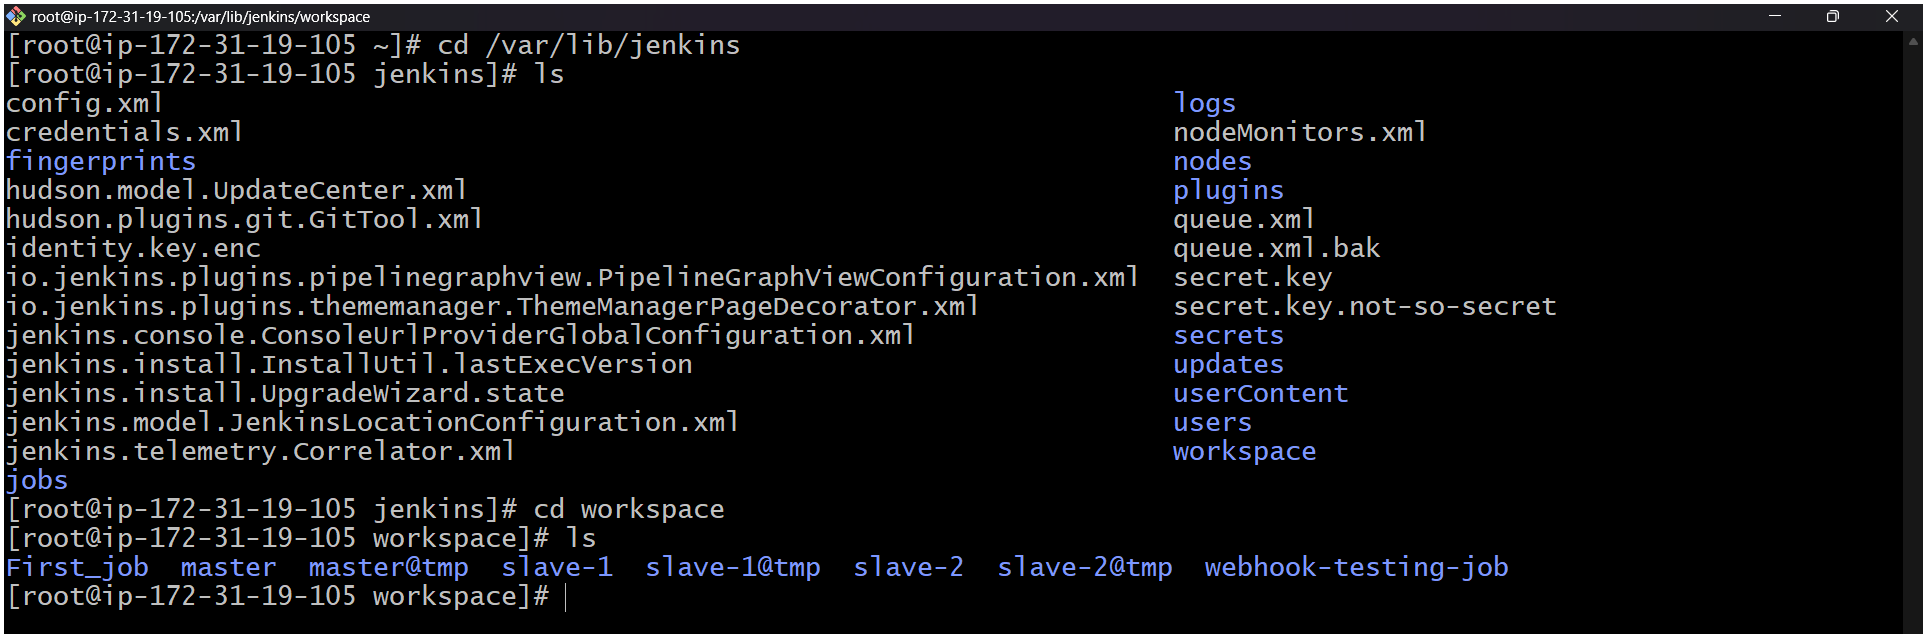 root@ip-172-31-19-105:/var/lib/jenkins/workspace
[root@ip-172-31-19-105 ~]# cd /var/lib/jenkins
[root@ip-172-31-19-105 jenkins]# ls
config.xml logs
credentials.xml nodeMonitors.xml
fingerprints nodes
hudson.model.UpdateCenter.xml plugins
hudson.plugins.git.GitTool.xml queue.xml
identity.key.enc queue.xml.bak
io.jenkins.plugins.pipelinegraphview.PipelineGraphViewConfiguration.xml secret.key
io.jenkins.plugins.thememanager.ThemeManagerPageDecorator.xml secret.key.not-so-secret
jenkins.console.ConsoleUrlProviderGlobalConfiguration.xml secrets
jenkins.install.InstallUtil.lastExecVersion updates
jenkins.install.UpgradeWizard.state userContent
jenkins.model.JenkinsLocationConfiguration.xml users
jenkins.telemetry.Correlator.xml workspace
jobs
[root@ip-172-31-19-105 jenkins]# cd workspace
[root@ip-172-31-19-105 workspace]# ls
First_job master master@tmp slave-1 slave-1@tmp slave-2 slave-2@tmp webhook-testing-job
[root@ip-172-31-19-105 workspace]#